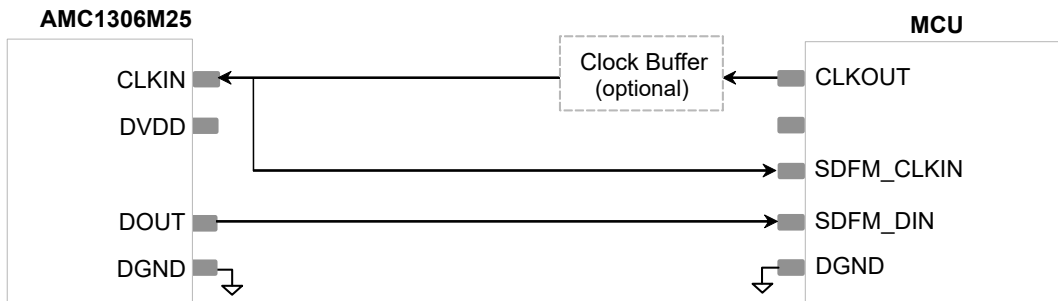 AMC1306M25
MCU
CLKIN
Clock Buffer
(optional)
CLKOUT
DVDD
SDFM_CLKIN
DOUT
SDFM_DIN
DGND
DGND